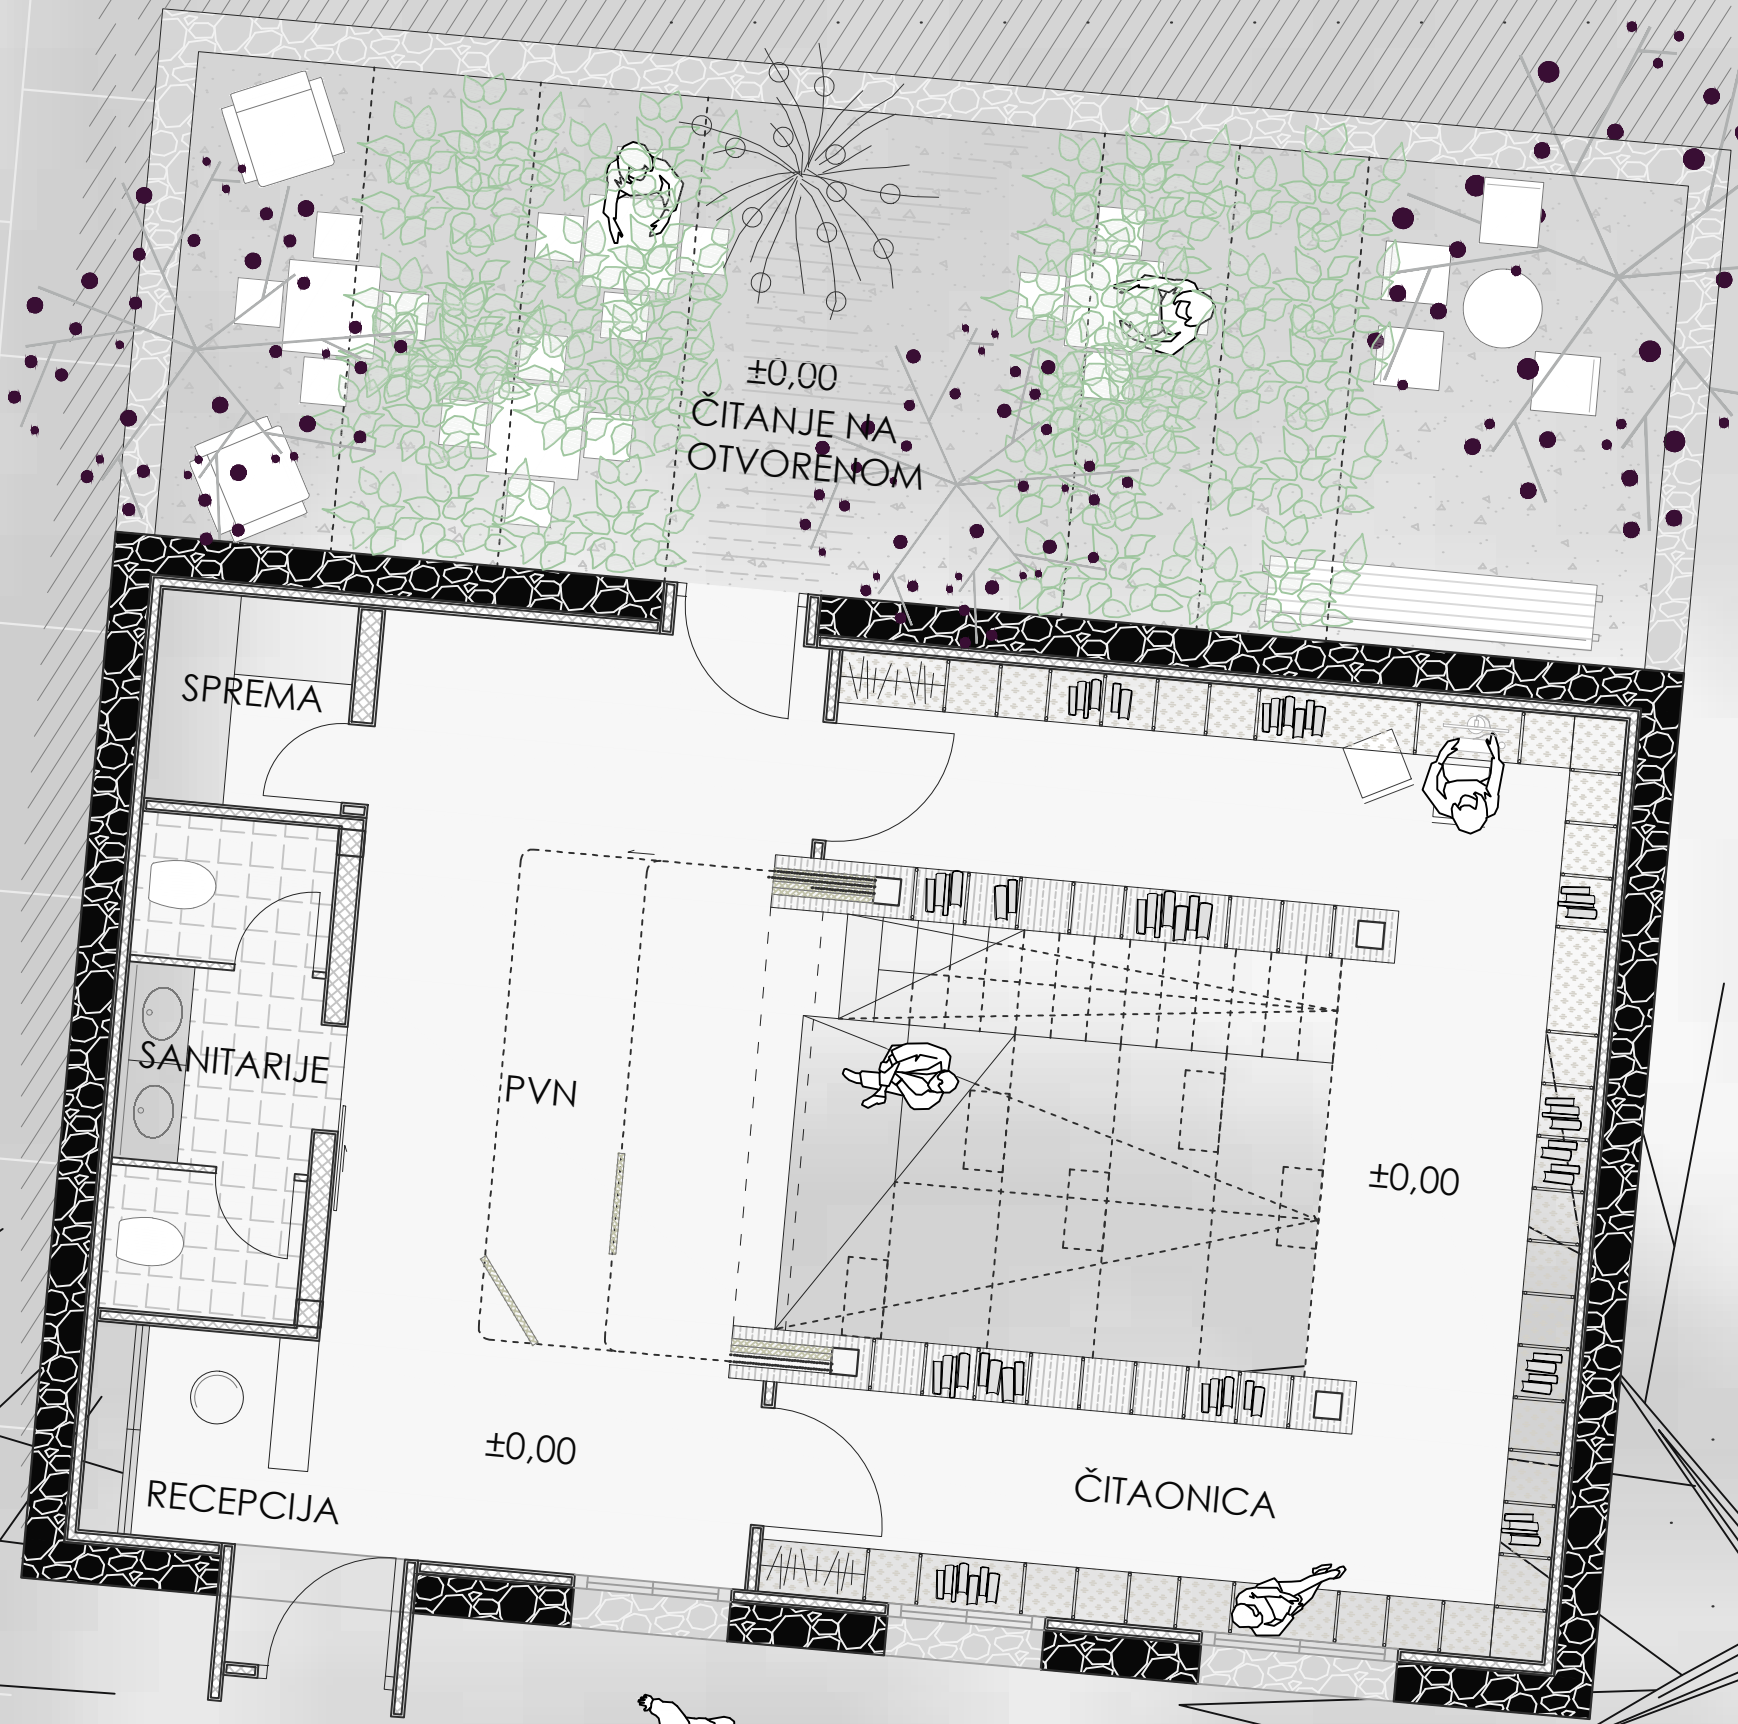 ±0,00
ČITANJE NA
OTVORENOM
SPREMA
SANITARIJE
PVN
±0,00
±0,00
ČITAONICA
RECEPCIJA